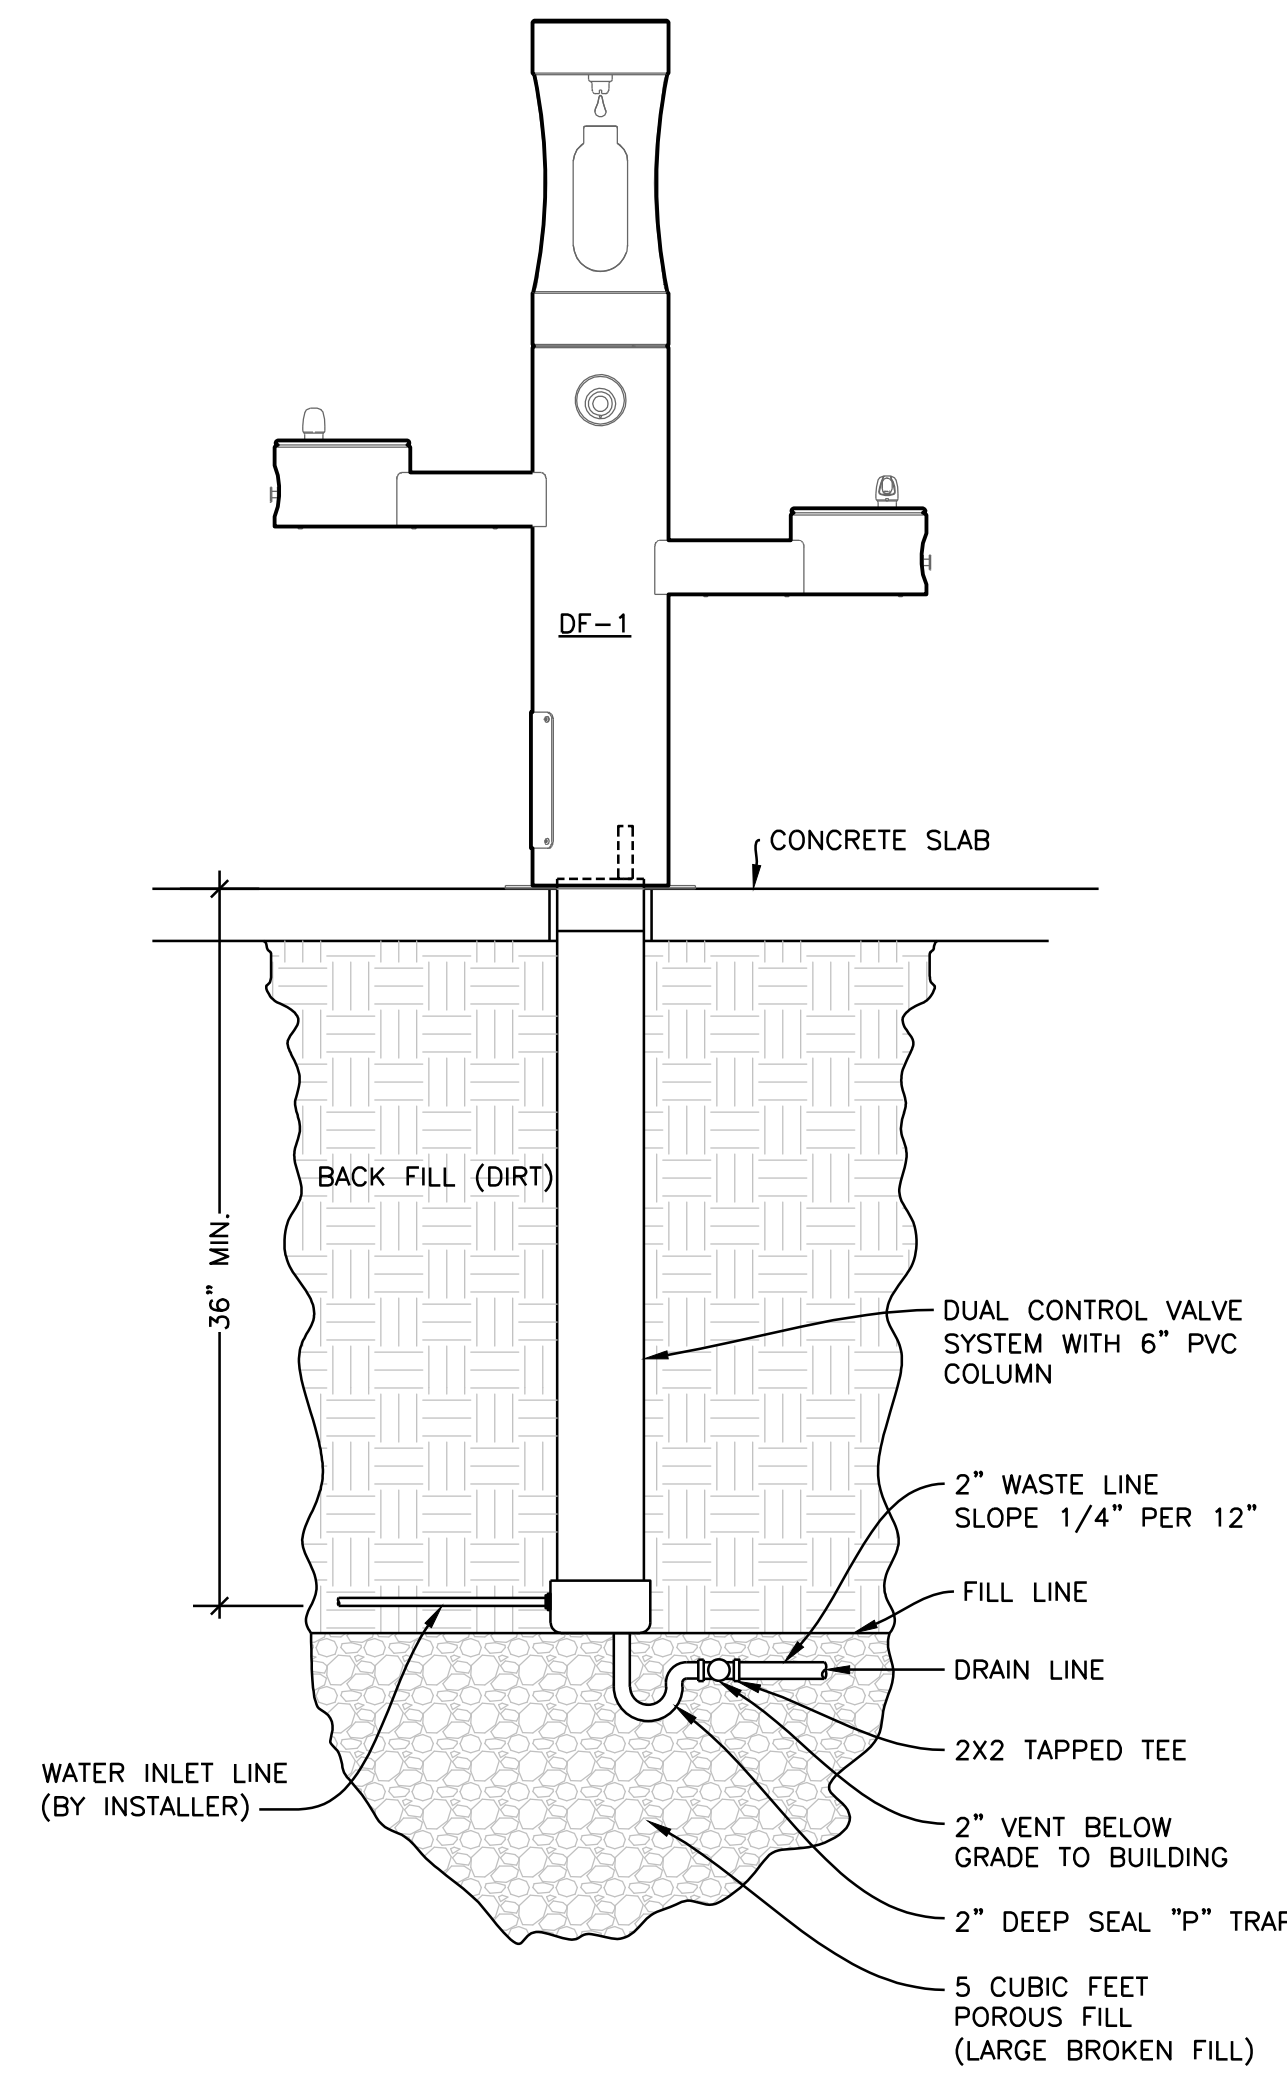 DF-1
CONCRETE SLAB
BACK FILL (DIRT)
36" MIN.
DUAL CONTROL VALVE
SYSTEM WITH 6" PVC
COLUMN
2" WASTE LINE
SLOPE 1/4" PER 12"
FILL LINE
DRAIN LINE
2X2 TAPPED TEE
WATER INLET LINE
(BY INSTALLER)
2" VENT BELOW
GRADE TO BUILDING
2" DEEP SEAL "P" TRAP
5 CUBIC FEET
POROUS FILL
(LARGE BROKEN FILL)